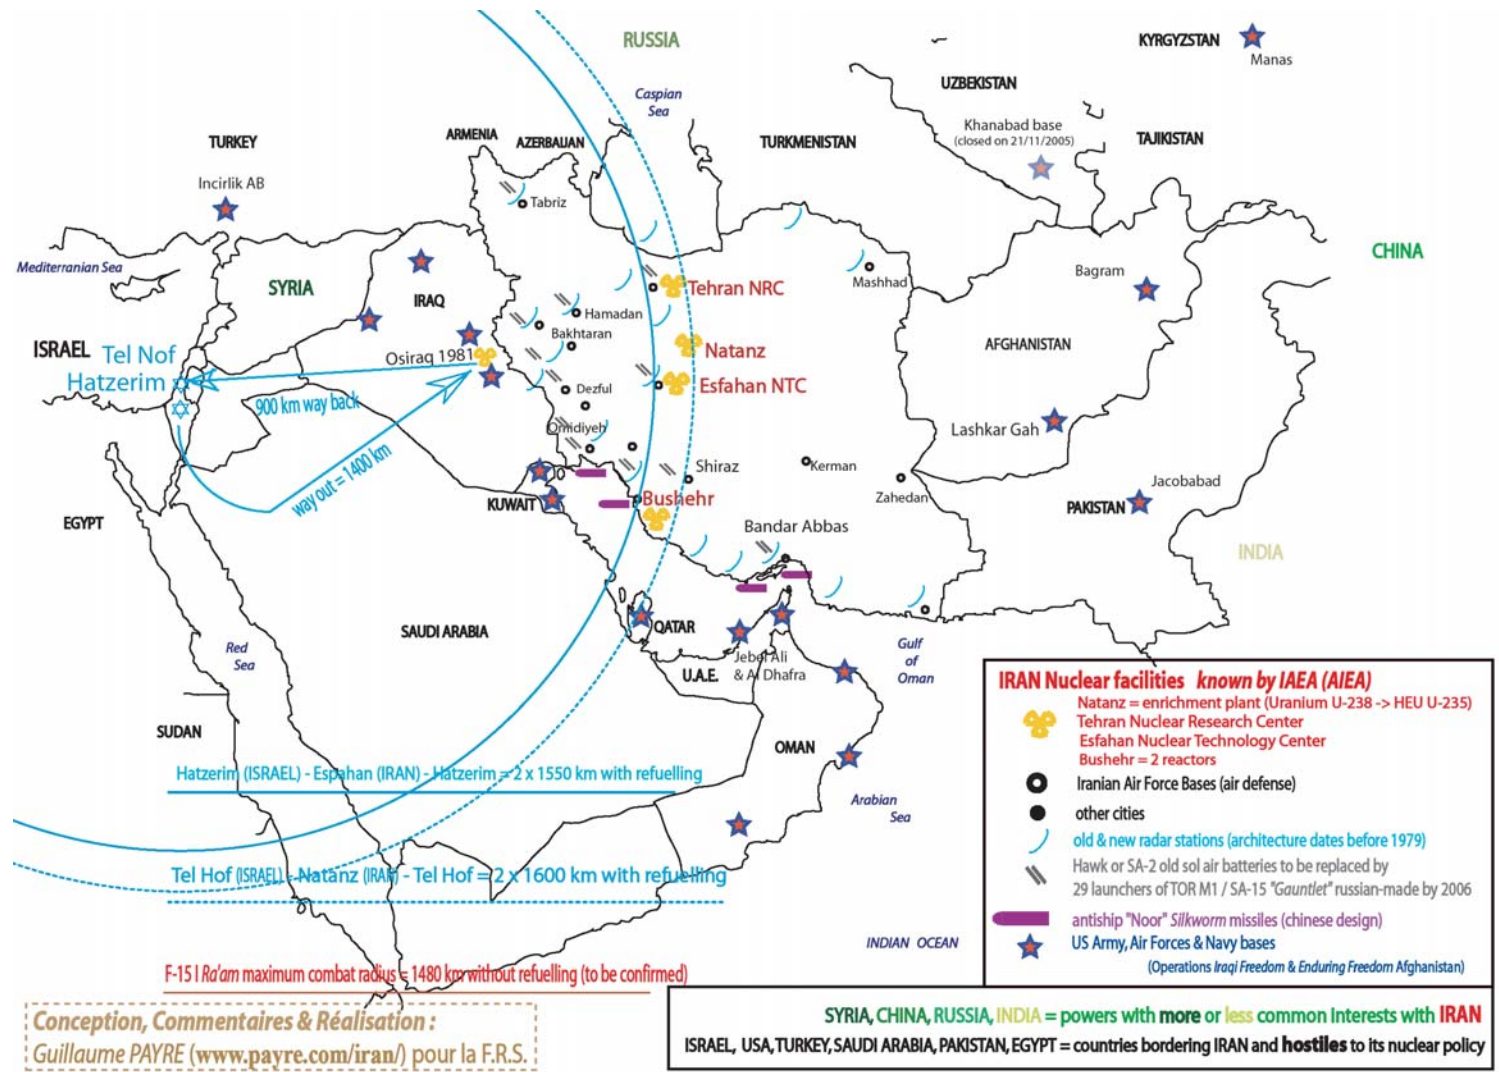 RUSSIA
KYRGYZSTAN
Manas
UZBEKISTAN
Caspian
Sea
Khanabad base
(closed on 21/11/2005)
TAJIKISTAN
TURKEY
ARMENIA
AZERBAIJAN
TURKMENISTAN
Incirlik AB
Tabriz
Mediterranean Sea
SYRIA
IRAQ
CHINA
Mashhad
Bagram
Tehran NRC
Hamadan
Bakhtaran
ISRAEL
Tel Nof
Hatzerim
Osiraq 1981
Natanz
Esfahan NTC
AFGHANISTAN
900 km way back
Dezful
Omidiyeh
Lashkar Gah
way out = 1400 km
Shiraz
Kerman
Zahedan
Jacobabad
PAKISTAN
KUWAIT
Bushehr
EGYPT
Bandar Abbas
INDIA
SAUDI ARABIA
QATAR
Red
Sea
Jebel Ali
& Al Dhafra
U.A.E.
Gulf
of
Oman
SUDAN
OMAN
Arabian
Sea
INDIAN OCEAN
Hatzerim (ISRAEL) - Espahan (IRAN) - Hatzerim = 2 x 1550 km with refuelling
Tel Hof (ISRAEL) - Natanz (IRAN) - Tel Hof = 2 x 1600 km with refuelling
F-15 I Ra'am maximum combat radius = 1480 km without refuelling (to be confirmed)
IRAN Nuclear facilities known by IAEA (AIEA)
Natanz = enrichment plant (Uranium U-238 -> HEU U-235)
Tehran Nuclear Research Center
Esfahan Nuclear Technology Center
Bushehr = 2 reactors
Iranian Air Force Bases (air defense)
other cities
old & new radar stations (architecture dates before 1979)
Hawk or SA-2 old sol air batteries to be replaced by
29 launchers of TOR M1 / SA-15 "Gauntlet" russian-made by 2006
antiship "Noor" Silkworm missiles (chinese design)
US Army, Air Forces & Navy bases
(Operations Iraqi Freedom & Enduring Freedom Afghanistan)
SYRIA, CHINA, RUSSIA, INDIA = powers with more or less common interests with IRAN
ISRAEL, USA, TURKEY, SAUDI ARABIA, PAKISTAN, EGYPT = countries bordering IRAN and hostiles to its nuclear policy
Conception, Commentaires & Réalisation :
Guillaume PAYRE (www.payre.com/iran/) pour la F.R.S.